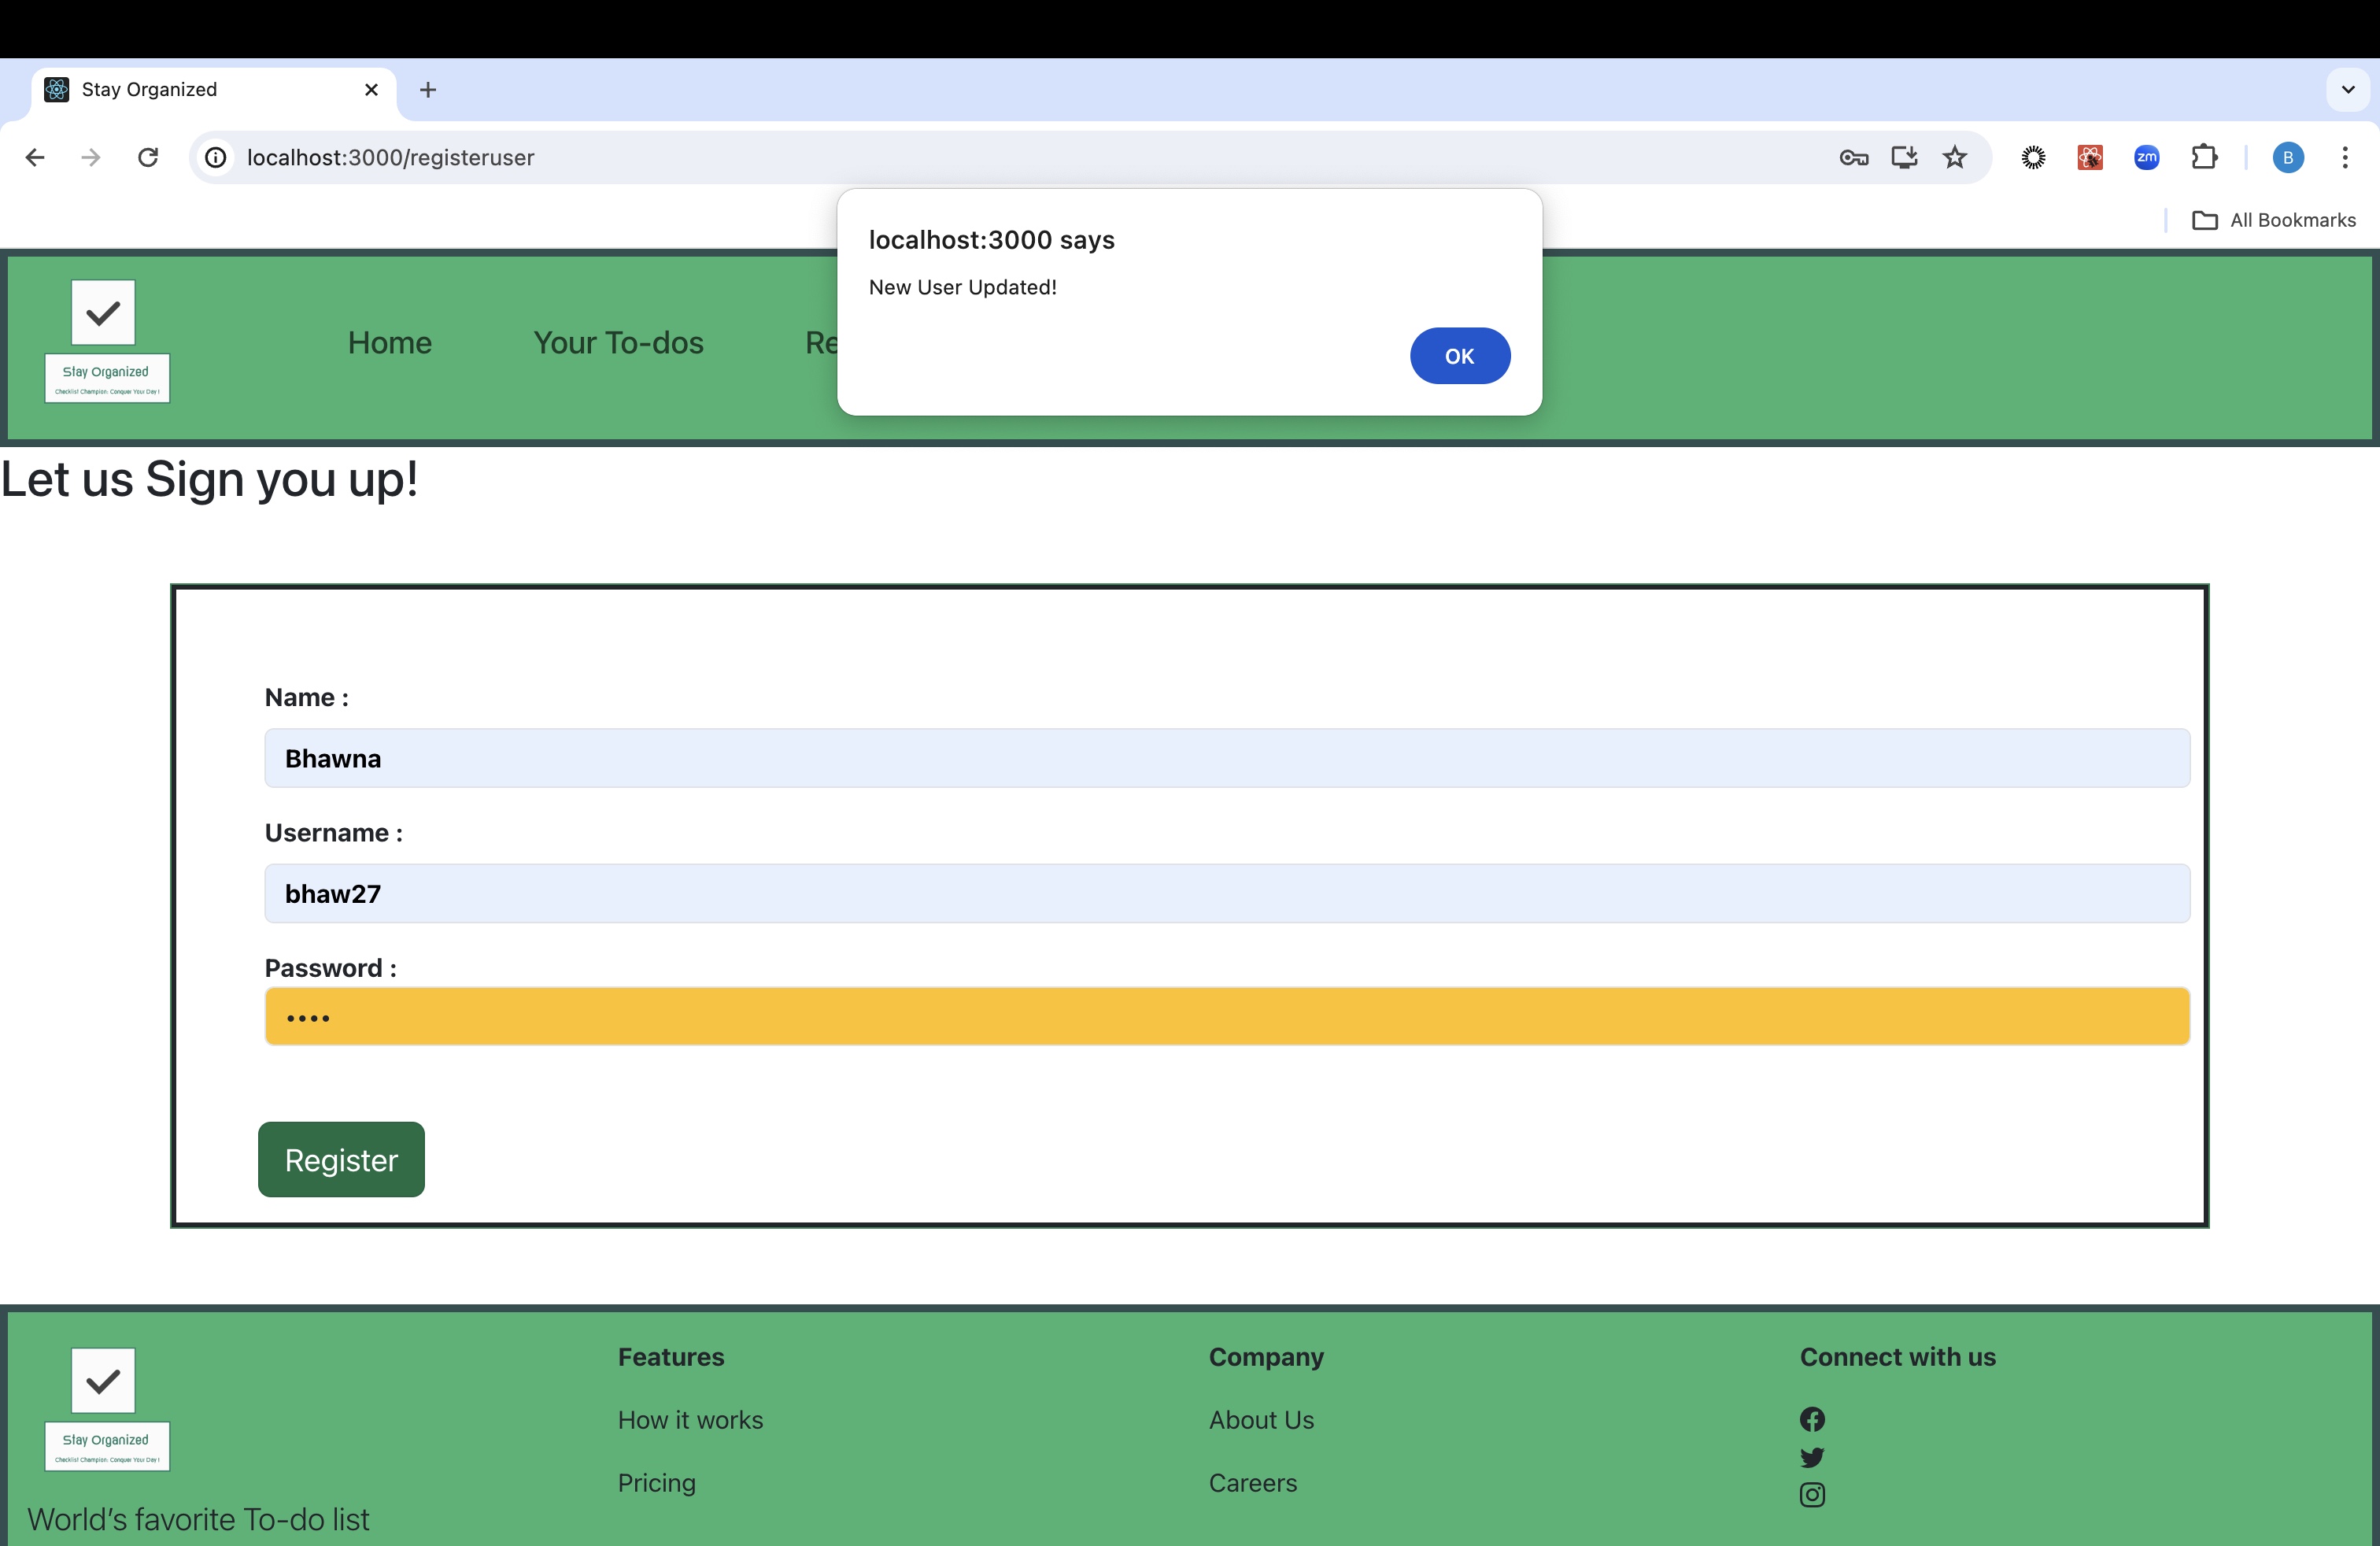 Stay Organized
localhost:3000/registeruser
zm
B
All Bookmarks
localhost:3000 says
New User Updated!
OK
Stay Organized
Checklist Champion: Conquer Your Day!
Home
Your To-dos
Re
Let us Sign you up!
Name :
Bhawna
Username :
bhaw27
Password :
••••
Register
Stay Organized
Checklist Champion: Conquer Your Day!
World's favorite To-do list
Features
How it works
Pricing
Company
About Us
Careers
Connect with us